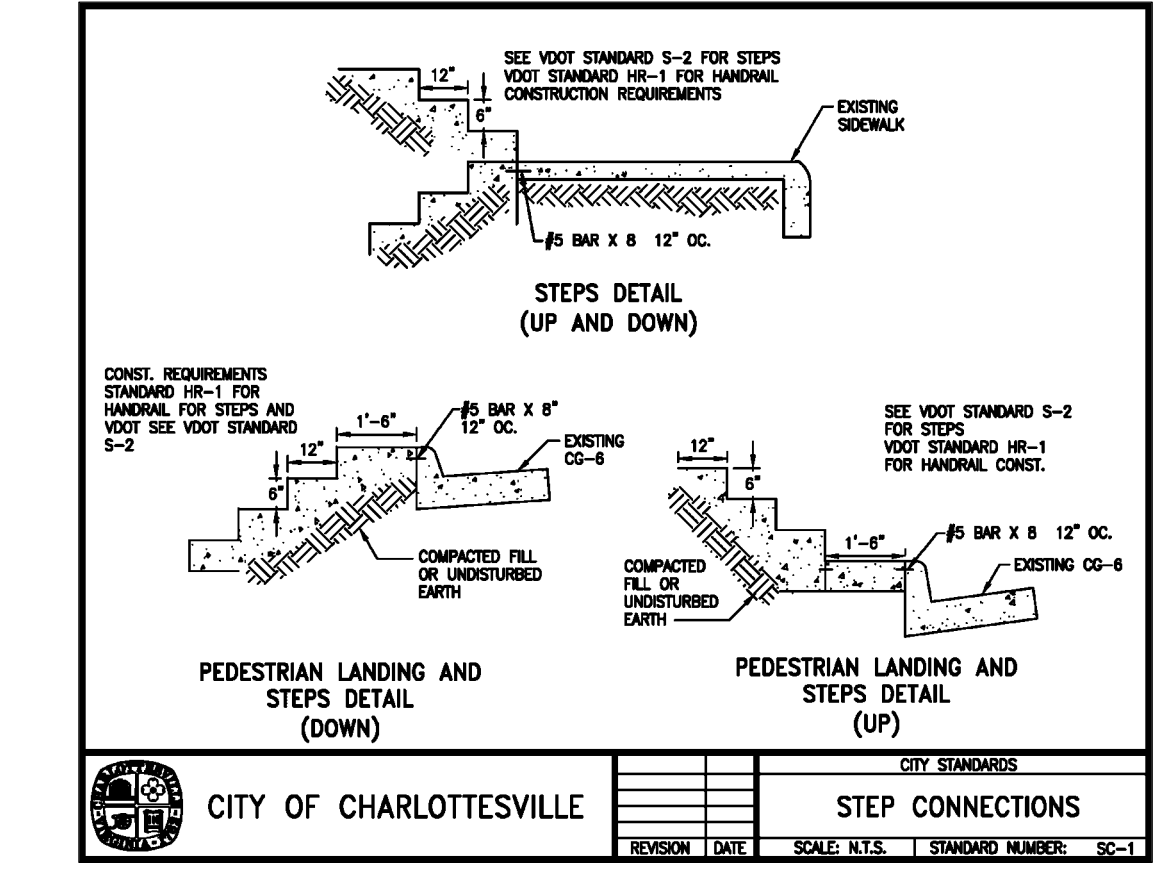 SEE VDOT STANDARD S-2 FOR STEPS
VDOT STANDARD HR-1 FOR HANDRAIL
CONSTRUCTION REQUIREMENTS
12"
6"
EXISTING
SIDEWALK
#5 BAR X 8 12" OC.
STEPS DETAIL
(UP AND DOWN)
CONST. REQUIREMENTS
STANDARD HR-1 FOR
HANDRAIL FOR STEPS AND
VDOT SEE VDOT STANDARD
S-2
12"
1'-6"
6"
#5 BAR X 8"
12" OC.
EXISTING
CG-6
COMPACTED FILL
OR UNDISTURBED
EARTH
PEDESTRIAN LANDING AND
STEPS DETAIL
(DOWN)
SEE VDOT STANDARD S-2
FOR STEPS
VDOT STANDARD HR-1
FOR HANDRAIL CONST.
12"
6"
1'-6"
#5 BAR X 8 12" OC.
EXISTING CG-6
COMPACTED
FILL OR
UNDISTURBED
EARTH
PEDESTRIAN LANDING AND
STEPS DETAIL
(UP)
CHARLOTTESVILLE
VIRGINIA
CITY OF CHARLOTTESVILLE
REVISION DATE
CITY STANDARDS
STEP CONNECTIONS
SCALE: N.T.S. STANDARD NUMBER: SC-1